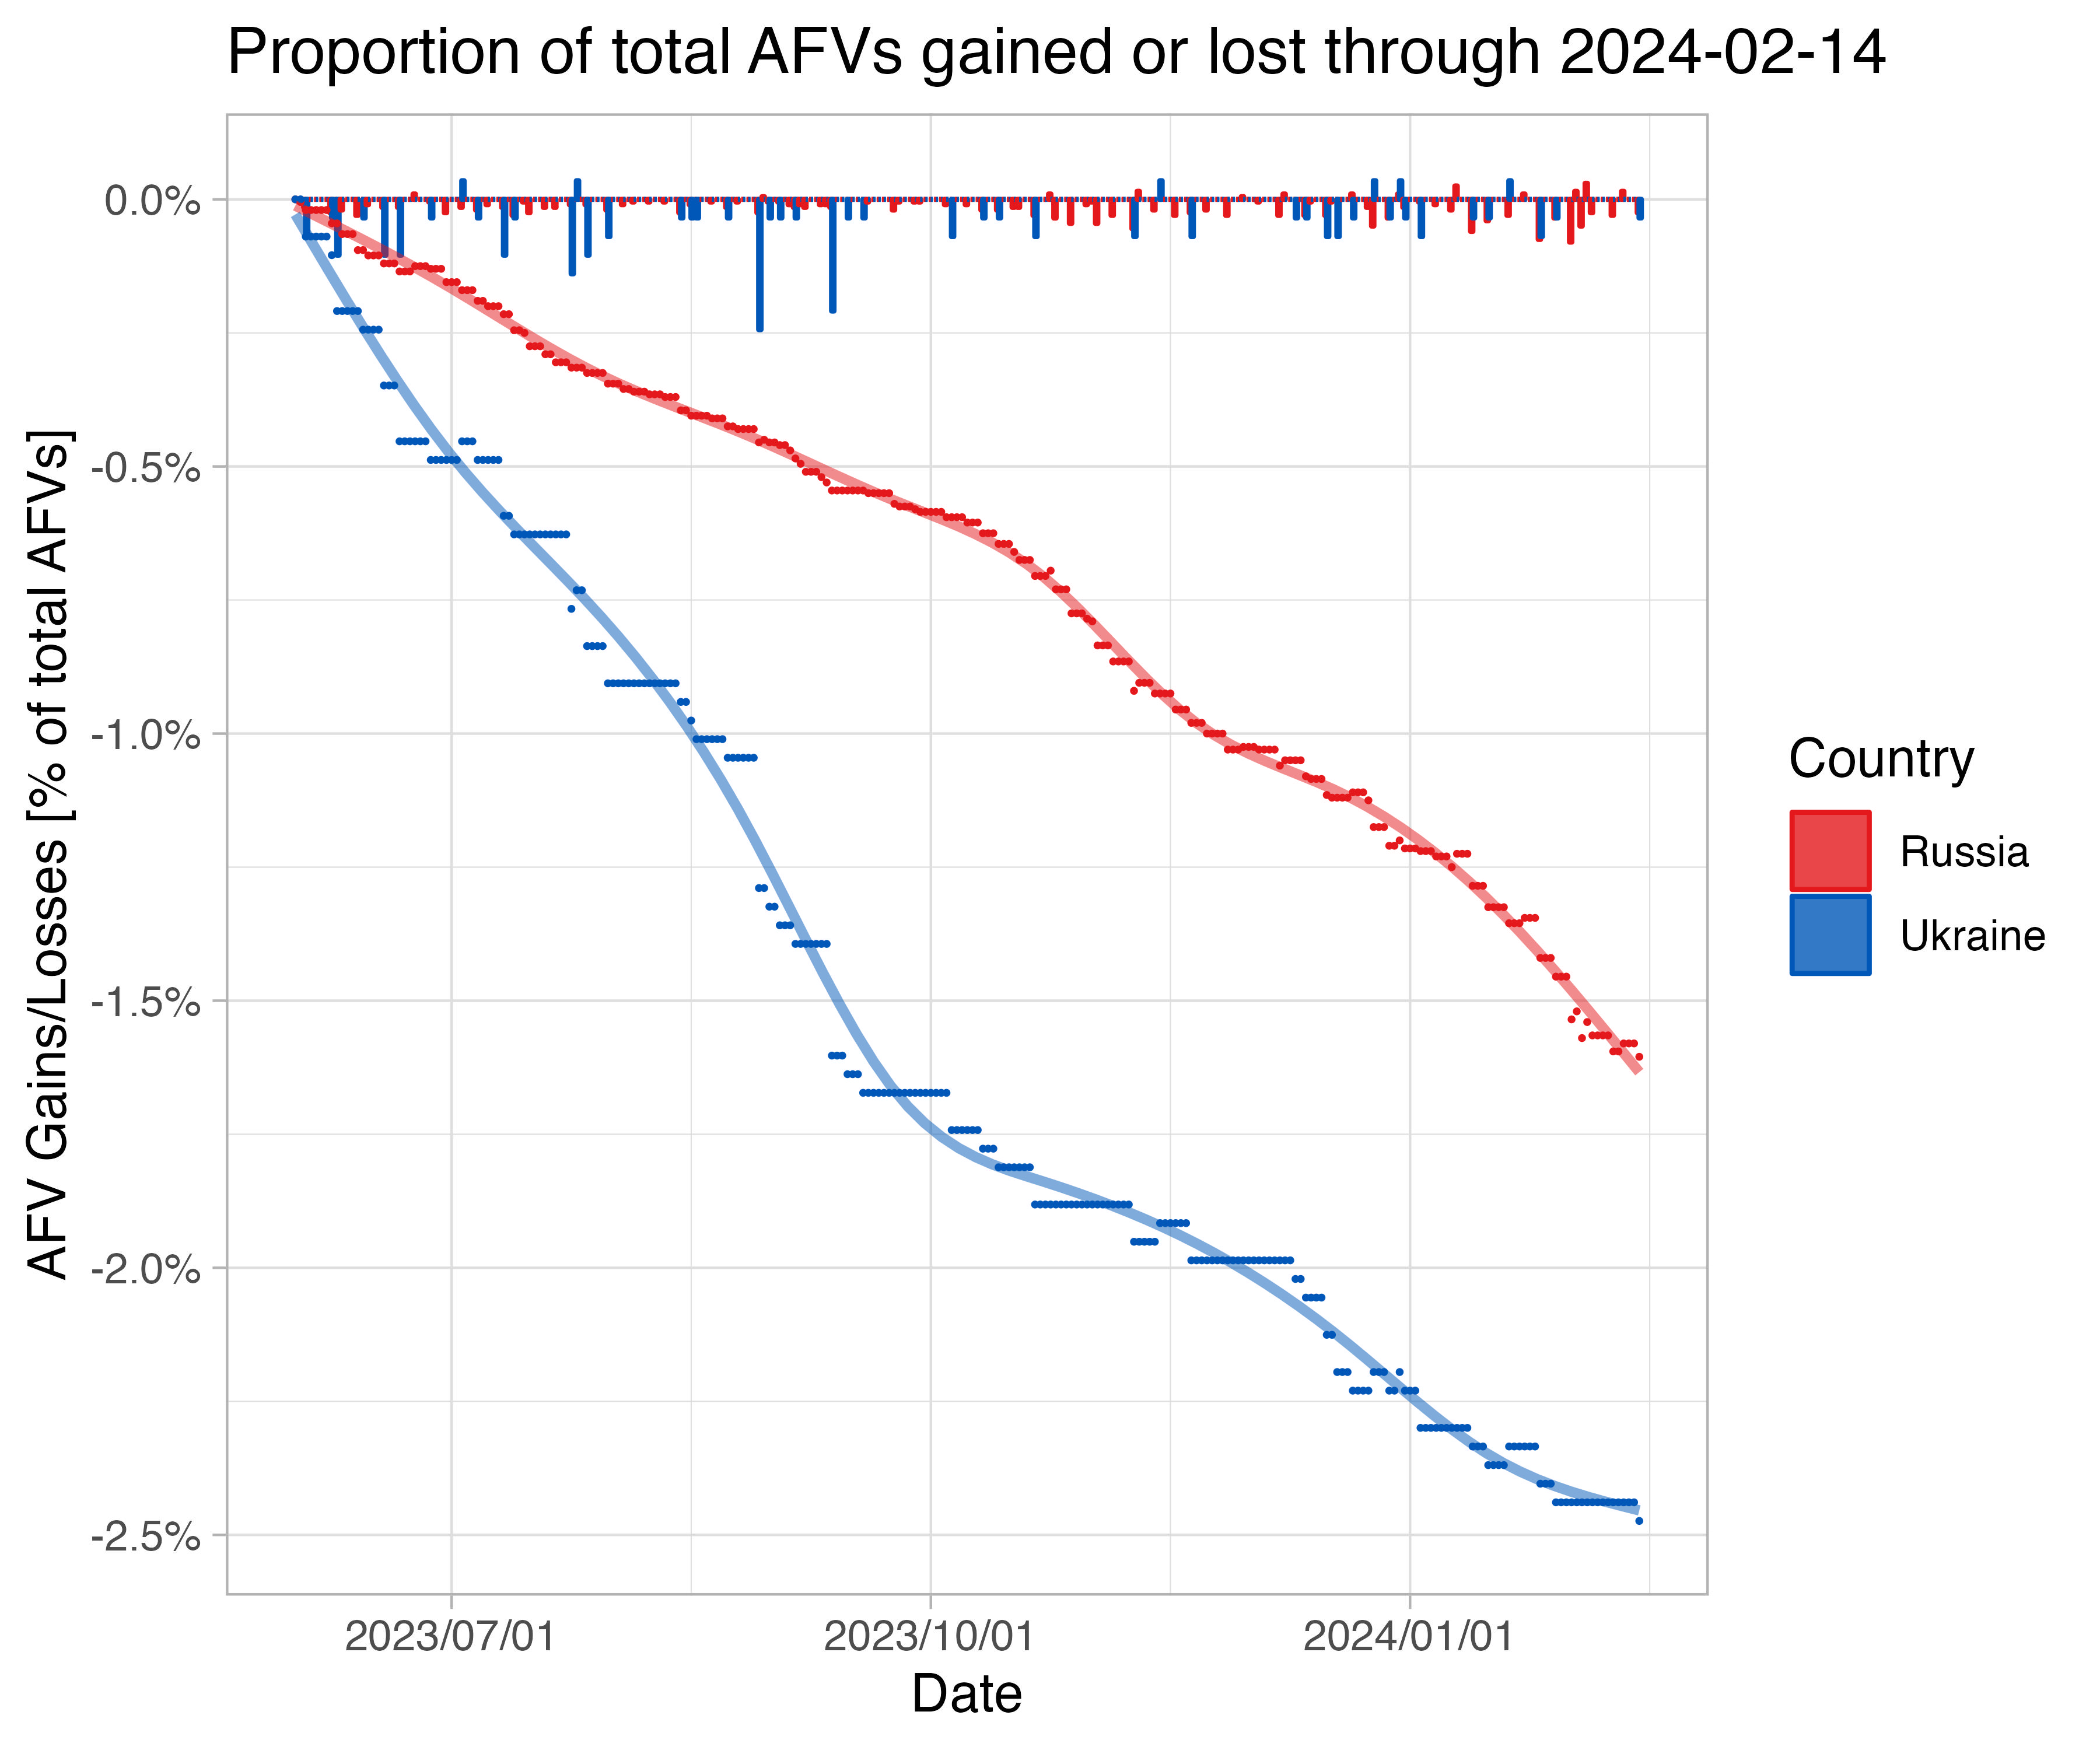 Proportion of total AFVs gained or lost through 2024-02-14
AFV Gains/Losses [% of total AFVs]
0.0%
-0.5%
-1.0%
-1.5%
-2.0%
-2.5%
2023/07/01
2023/10/01
2024/01/01
Date
Country
Russia
Ukraine